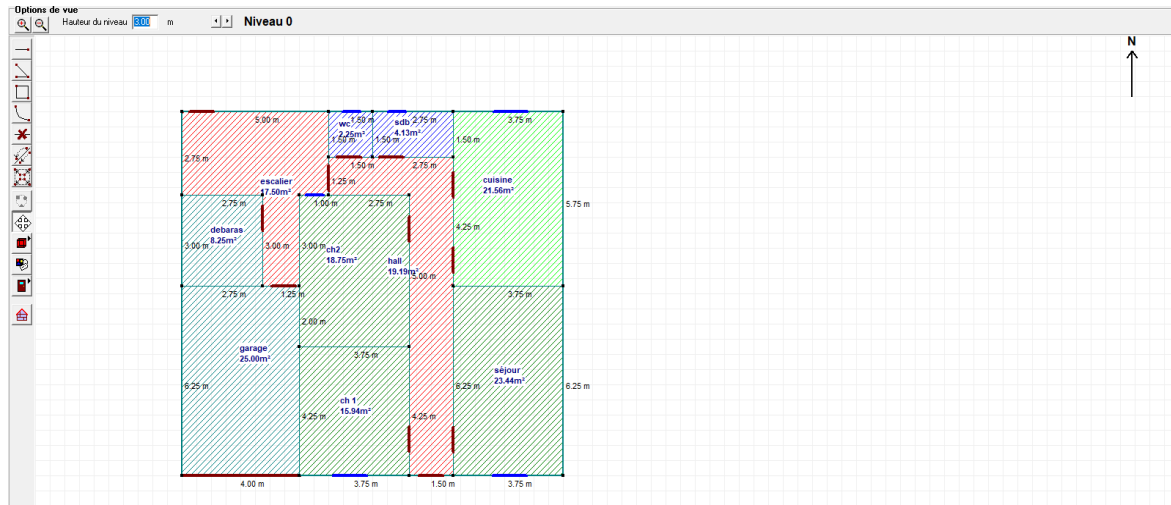 Options de vue
Hauteur du niveau 3.00 m
Niveau 0
N
5.00 m
1.50 m
2.75 m
3.75 m
wc
2.25m²
sdb
4.13m²
1.50 m
1.50 m
1.50 m
2.75 m
1.50 m
2.75 m
1.25 m
escalier
17.50m²
cuisine
21.56m²
2.75 m
1.00 m
2.75 m
5.75 m
debaras
8.25m²
4.25 m
3.00 m
3.00 m
3.00 m
ch2
18.75m²
hall
19.19m²
5.00 m
2.75 m
1.25 m
3.75 m
2.00 m
garage
25.00m²
3.75 m
séjour
23.44m²
6.25 m
6.25 m
6.25 m
ch 1
15.94m²
4.25 m
4.25 m
4.00 m
3.75 m
1.50 m
3.75 m